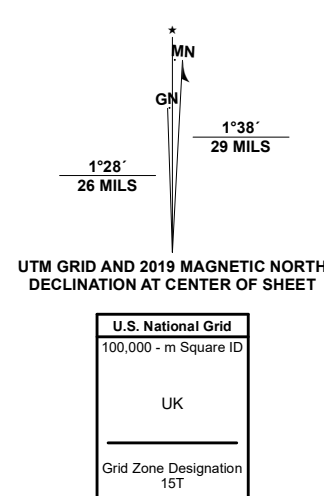 ★
MN
GN
1°38´
29 MILS
1°28´
26 MILS
UTM GRID AND 2019 MAGNETIC NORTH
DECLINATION AT CENTER OF SHEET
U.S. National Grid
100,000 - m Square ID
UK
Grid Zone Designation
15T